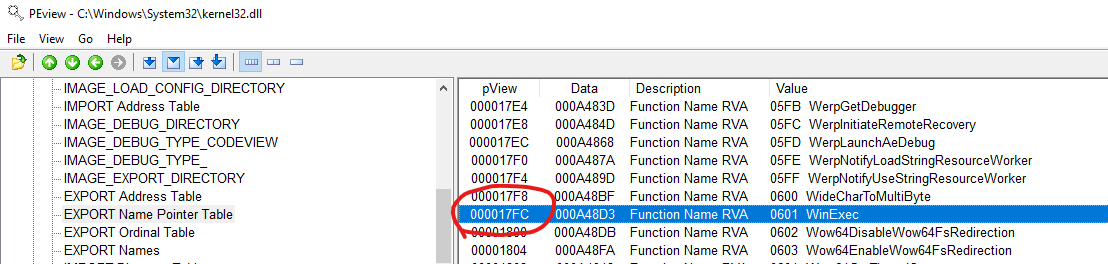 PEview - C:\Windows\System32\kernel32.dll
File View Go Help
IMAGE_LOAD_CONFIG_DIRECTORY
IMPORT Address Table
IMAGE_DEBUG_DIRECTORY
IMAGE_DEBUG_TYPE_CODEVIEW
IMAGE_DEBUG_TYPE_
IMAGE_EXPORT_DIRECTORY
EXPORT Address Table
EXPORT Name Pointer Table
EXPORT Ordinal Table
EXPORT Names
pView Data Description Value
000017E4 000A483D Function Name RVA 05FB WerpGetDebugger
000017E8 000A484D Function Name RVA 05FC WerpInitiateRemoteRecovery
000017EC 000A4868 Function Name RVA 05FD WerpLaunchAeDebug
000017F0 000A487A Function Name RVA 05FE WerpNotifyLoadStringResourceWorker
000017F4 000A489D Function Name RVA 05FF WerpNotifyUseStringResourceWorker
000017F8 000A48BF Function Name RVA 0600 WideCharToMultiByte
000017FC 000A48D3 Function Name RVA 0601 WinExec
00001800 000A48DB Function Name RVA 0602 Wow64DisableWow64FsRedirection
00001804 000A48FA Function Name RVA 0603 Wow64EnableWow64FsRedirection